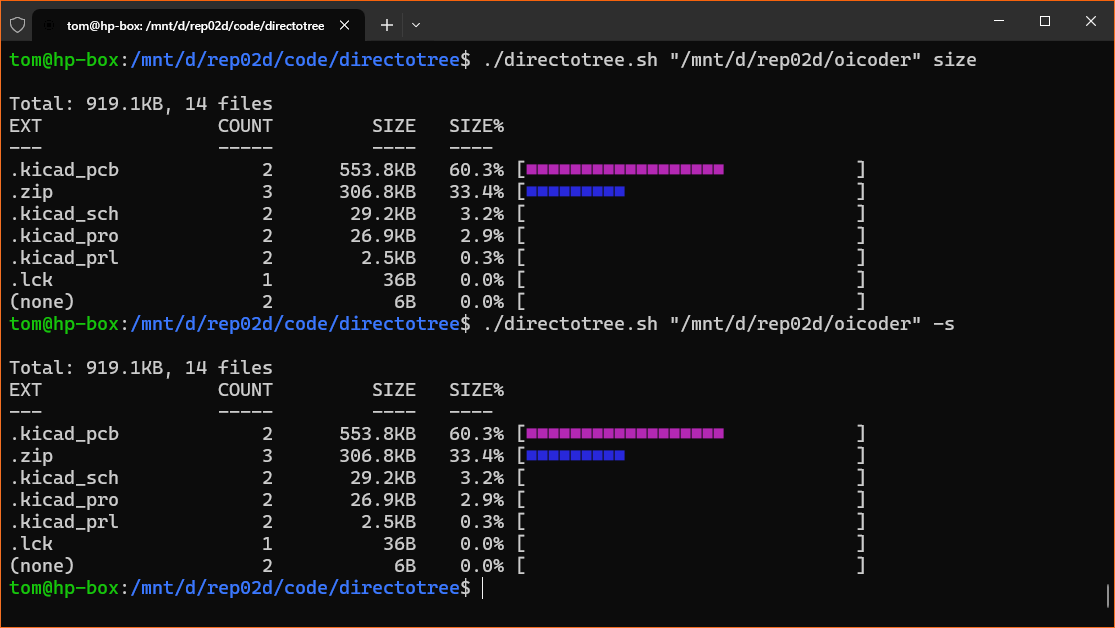 tom@hp-box: /mnt/d/rep02d/code/directotree
tom@hp-box:/mnt/d/rep02d/code/directotree$ ./directotree.sh "/mnt/d/rep02d/oicoder" size
Total: 919.1KB, 14 files
EXT                COUNT         SIZE   SIZE%
---                -----         ----   ----
.kicad_pcb             2      553.8KB   60.3% [■■■■■■■■■■■■■■■■■■            ]
.zip                   3      306.8KB   33.4% [■■■■■■■■■                     ]
.kicad_sch             2       29.2KB    3.2% [                              ]
.kicad_pro             2       26.9KB    2.9% [                              ]
.kicad_prl             2        2.5KB    0.3% [                              ]
.lck                   1          36B    0.0% [                              ]
(none)                 2           6B    0.0% [                              ]
tom@hp-box:/mnt/d/rep02d/code/directotree$ ./directotree.sh "/mnt/d/rep02d/oicoder" -s
Total: 919.1KB, 14 files
EXT                COUNT         SIZE   SIZE%
---                -----         ----   ----
.kicad_pcb             2      553.8KB   60.3% [■■■■■■■■■■■■■■■■■■            ]
.zip                   3      306.8KB   33.4% [■■■■■■■■■                     ]
.kicad_sch             2       29.2KB    3.2% [                              ]
.kicad_pro             2       26.9KB    2.9% [                              ]
.kicad_prl             2        2.5KB    0.3% [                              ]
.lck                   1          36B    0.0% [                              ]
(none)                 2           6B    0.0% [                              ]
tom@hp-box:/mnt/d/rep02d/code/directotree$